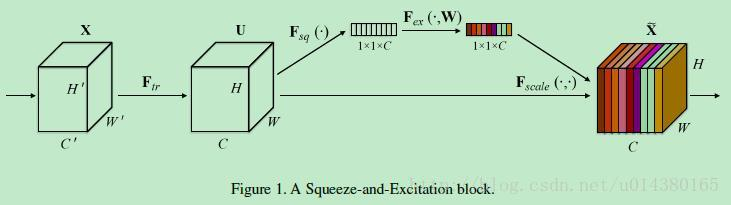 X
H'
W'
C'
F_tr
U
H
W
C
F_sq (·)
1×1×C
F_ex (·,W)
1×1×C
F_scale (·,·)
X̃
H
W
C
Figure 1. A Squeeze-and-Excitation block.
http://blog.csdn.net/u014380165